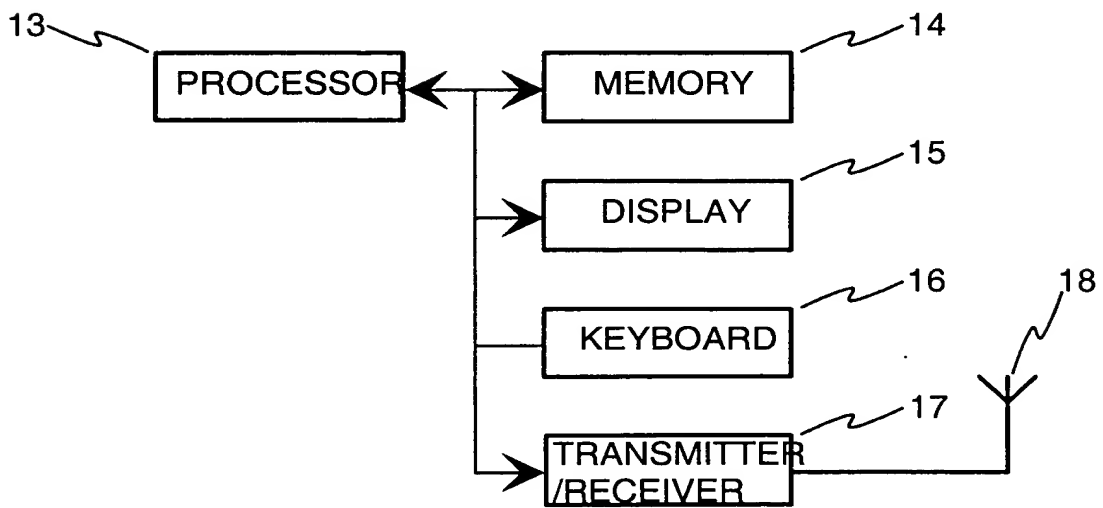 13
PROCESSOR
14
MEMORY
15
DISPLAY
16
KEYBOARD
18
17
TRANSMITTER
/RECEIVER